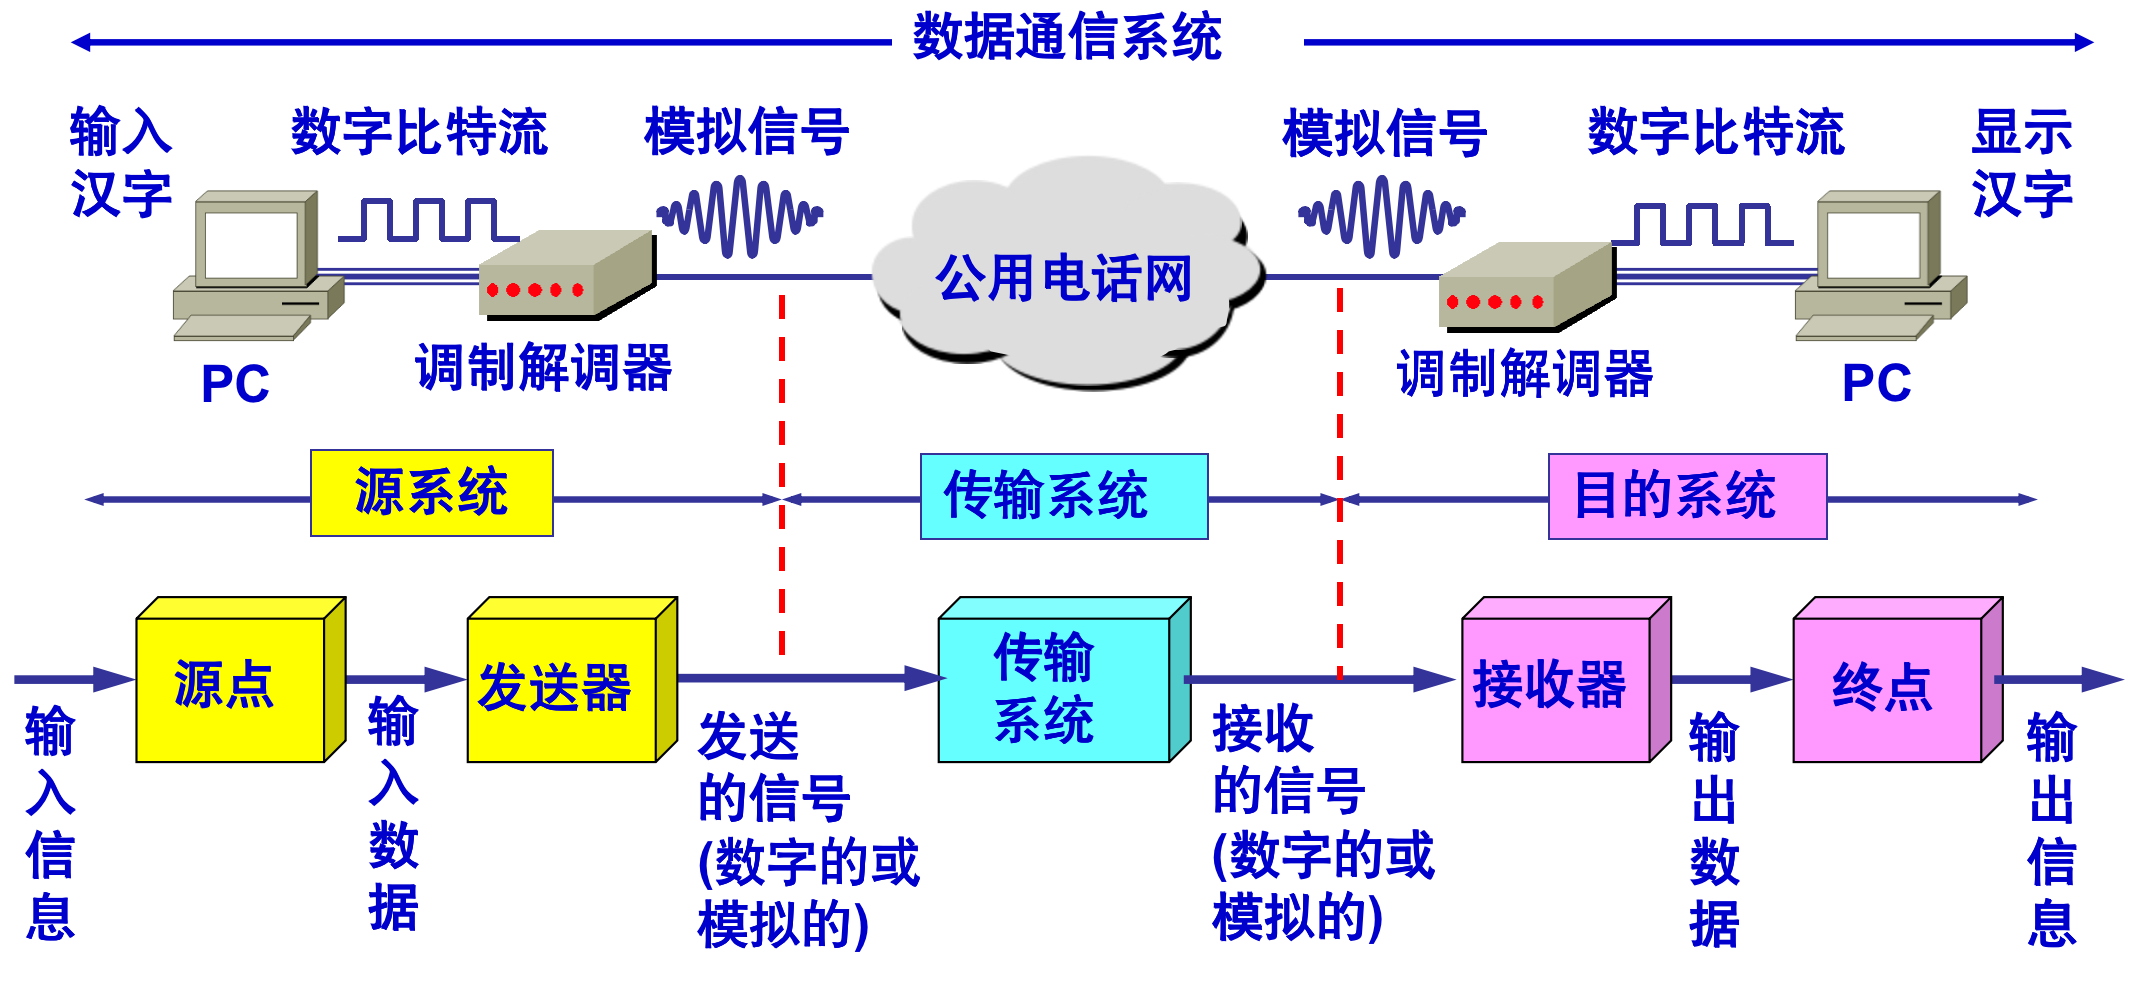 数据通信系统
输入
汉字
数字比特流
模拟信号
模拟信号
数字比特流
显示
汉字
公用电话网
PC
调制解调器
调制解调器
PC
源系统
传输系统
目的系统
源点
发送器
传输
系统
接收器
终点
输
入
信
息
输
入
数
据
发送
的信号
(数字的或
模拟的)
接收
的信号
(数字的或
模拟的)
输
出
数
据
输
出
信
息